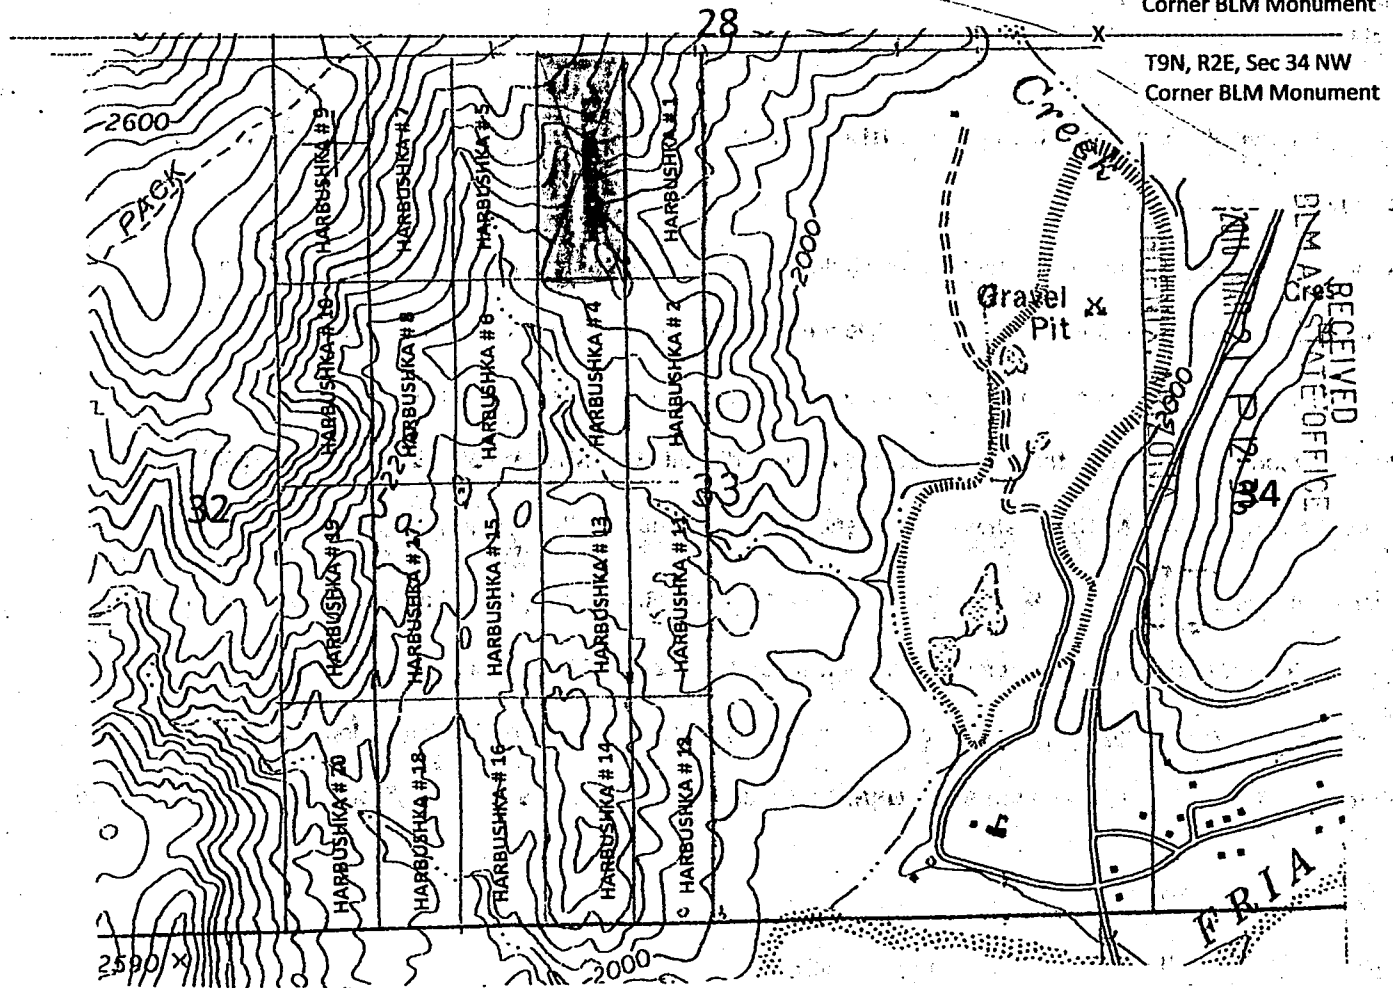 Corner BLM Monument
28
X
T9N, R2E, Sec 34 NW
Corner BLM Monument
Creek
2600
PACK
HARBUSHKA # 9
HARBUSHKA # 7
HARBUSHKA # 5
HARBUSHKA # 1
2000
HARBUSHKA # 10
HARBUSHKA # 8
HARBUSHKA # 6
HARBUSHKA # 4
HARBUSHKA # 2
Gravel
Pit
2000
RECEIVED
BLM AZ STATE OFFICE
32
33
34
HARBUSHKA # 19
HARBUSHKA # 17
HARBUSHKA # 15
HARBUSHKA # 13
HARBUSHKA # 11
HARBUSHKA # 20
HARBUSHKA # 18
HARBUSHKA # 16
HARBUSHKA # 14
HARBUSHKA # 12
FRIA
2590 X
2000